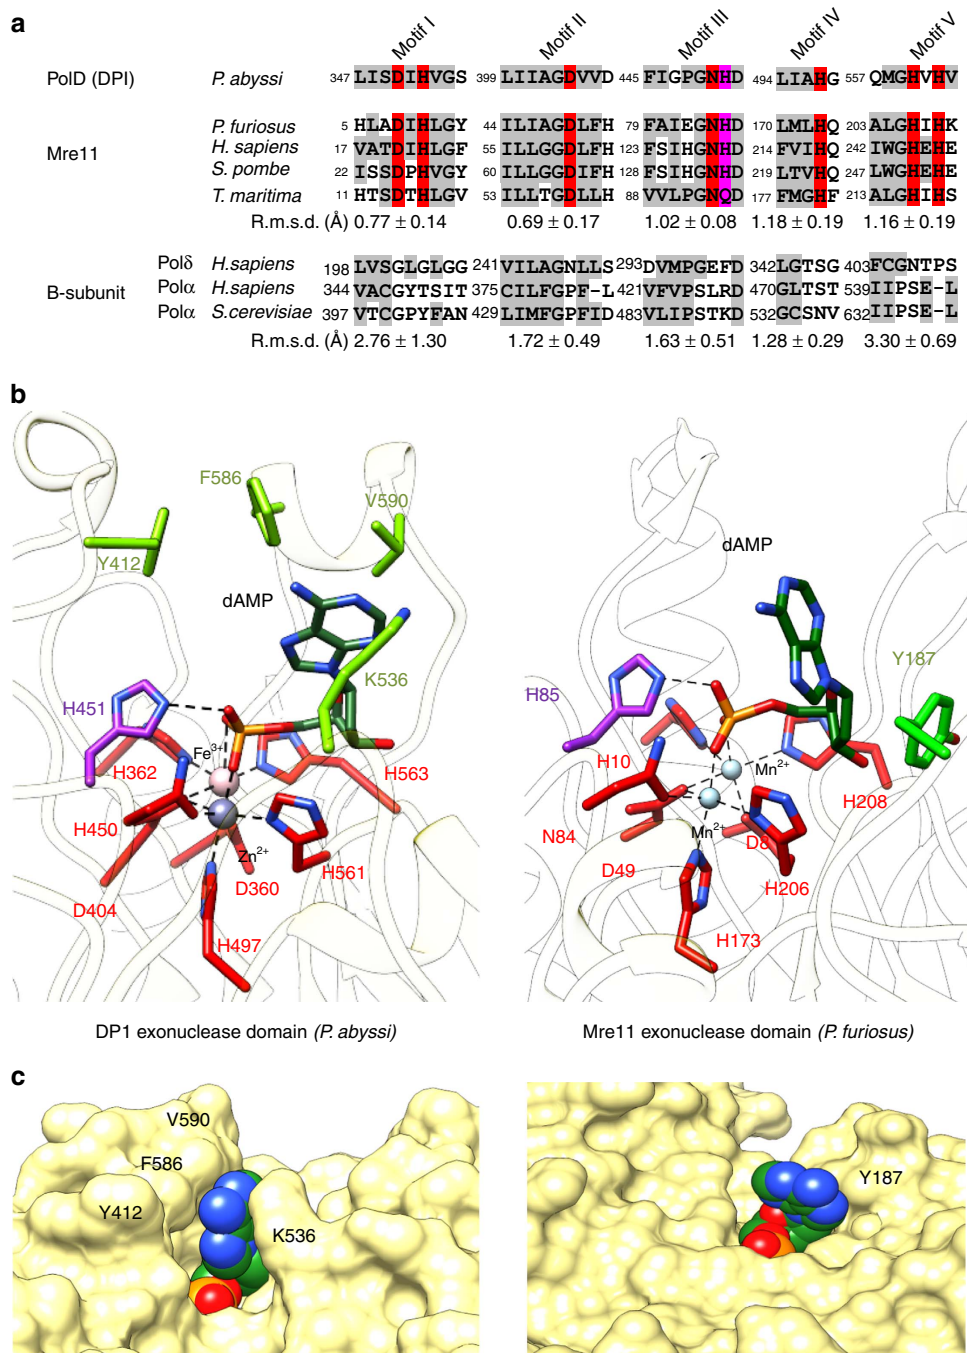 a
Motif I Motif II Motif III Motif IV Motif V
PolD (DPI) P. abyssi 347 LISDIHVGS 399 LIIAGDVVD 445 FIGPGNHD 494 LIAHG 557 QMGHVHV
P. furiosus 5 HLADIHLGY 44 ILIAGDLFH 79 FAIEGNHD 170 LMLHQ 203 ALGHIHK
Mre11 H. sapiens 17 VATDIHLGF 55 ILLGGDLFH 123 FSIHGNHD 214 FVIHQ 242 IWGHEHE
S. pombe 22 ISSDPHVGY 60 ILLGGDIFH 128 FSIHGNHD 219 LTVHQ 247 LWGHEHE
T. maritima 11 HTSDTHLGV 53 ILLTGDLLH 88 VVLPGNQD 177 FMGHF 213 ALGHIHS
R.m.s.d. (Å) 0.77 ± 0.14 0.69 ± 0.17 1.02 ± 0.08 1.18 ± 0.19 1.16 ± 0.19
Polδ H.sapiens 198 LVSGLGLGG 241 VILAGNLLS 293 DVMPGEFD 342 LGTSG 403 FCGNTPS
B-subunit Polα H.sapiens 344 VACGYTSIT 375 CILFGPF–L 421 VFVPSLRD 470 GLTST 539 IIPSE–L
Polα S.cerevisiae 397 VTCGPYFAN 429 LIMFGPFID 483 VLIPSTKD 532 GCSNV 632 IIPSE–L
R.m.s.d. (Å) 2.76 ± 1.30 1.72 ± 0.49 1.63 ± 0.51 1.28 ± 0.29 3.30 ± 0.69
b
F586
V590
Y412
dAMP
K536
H451
Fe3+
H362
H563
H450
Zn2+
H561
D360
D404
H497
dAMP
Y187
H85
H10
Mn2+
H208
N84
Mn2+
D8
D49
H206
H173
DP1 exonuclease domain (P. abyssi)
Mre11 exonuclease domain (P. furiosus)
c
V590
F586
Y412
K536
Y187